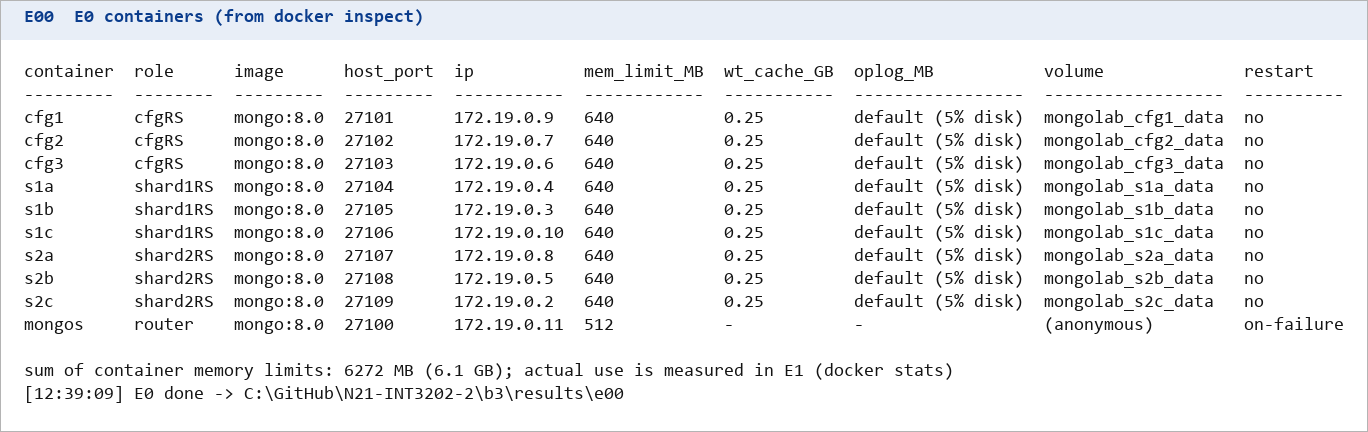 E00  E0 containers (from docker inspect)
container  role      image      host_port  ip           mem_limit_MB  wt_cache_GB  oplog_MB           volume              restart
---------  --------  ---------  ---------  -----------  ------------  -----------  -----------------  ------------------  ----------
cfg1       cfgRS     mongo:8.0  27101      172.19.0.9   640           0.25         default (5% disk)  mongolab_cfg1_data  no
cfg2       cfgRS     mongo:8.0  27102      172.19.0.7   640           0.25         default (5% disk)  mongolab_cfg2_data  no
cfg3       cfgRS     mongo:8.0  27103      172.19.0.6   640           0.25         default (5% disk)  mongolab_cfg3_data  no
s1a        shard1RS  mongo:8.0  27104      172.19.0.4   640           0.25         default (5% disk)  mongolab_s1a_data   no
s1b        shard1RS  mongo:8.0  27105      172.19.0.3   640           0.25         default (5% disk)  mongolab_s1b_data   no
s1c        shard1RS  mongo:8.0  27106      172.19.0.10  640           0.25         default (5% disk)  mongolab_s1c_data   no
s2a        shard2RS  mongo:8.0  27107      172.19.0.8   640           0.25         default (5% disk)  mongolab_s2a_data   no
s2b        shard2RS  mongo:8.0  27108      172.19.0.5   640           0.25         default (5% disk)  mongolab_s2b_data   no
s2c        shard2RS  mongo:8.0  27109      172.19.0.2   640           0.25         default (5% disk)  mongolab_s2c_data   no
mongos     router    mongo:8.0  27100      172.19.0.11  512           -            -                  (anonymous)         on-failure
sum of container memory limits: 6272 MB (6.1 GB); actual use is measured in E1 (docker stats)
[12:39:09] E0 done -> C:\GitHub\N21-INT3202-2\b3\results\e00